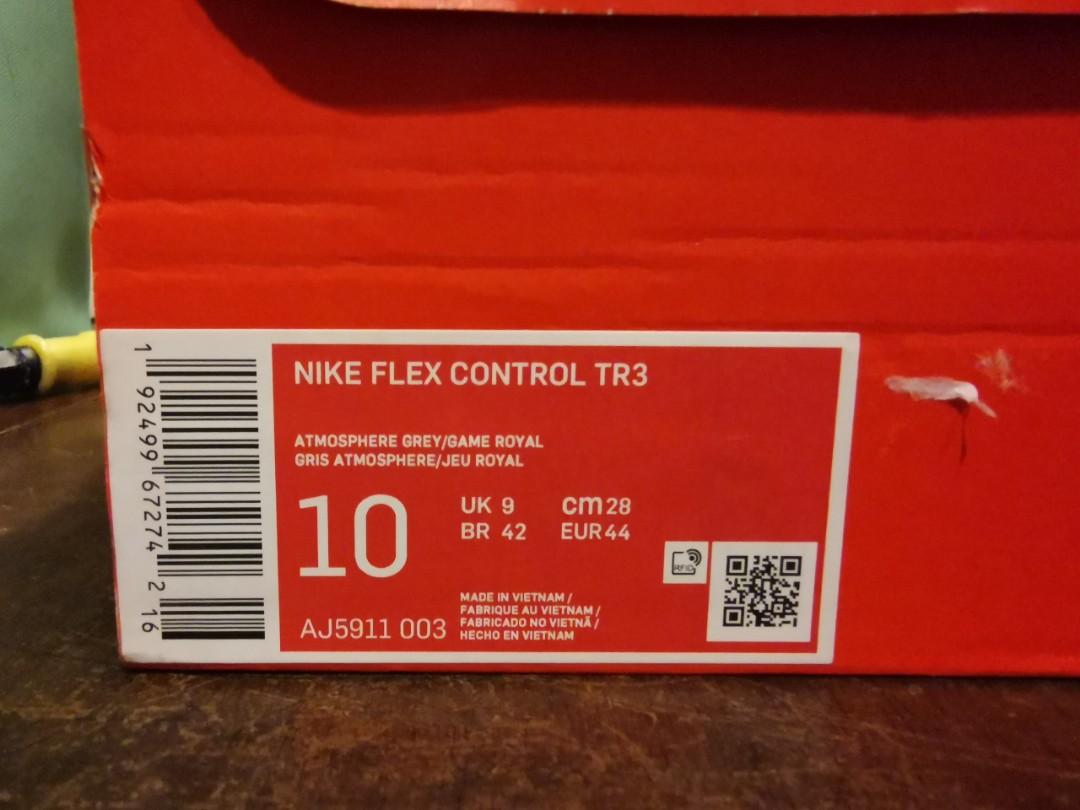 1 92499 67274 2 16
NIKE FLEX CONTROL TR3
ATMOSPHERE GREY/GAME ROYAL
GRIS ATMOSPHERE/JEU ROYAL
10
UK 9 cm 28
BR 42 EUR 44
RFID
MADE IN VIETNAM /
FABRIQUE AU VIETNAM /
FABRICADO NO VIETNÃ /
HECHO EN VIETNAM
AJ5911 003